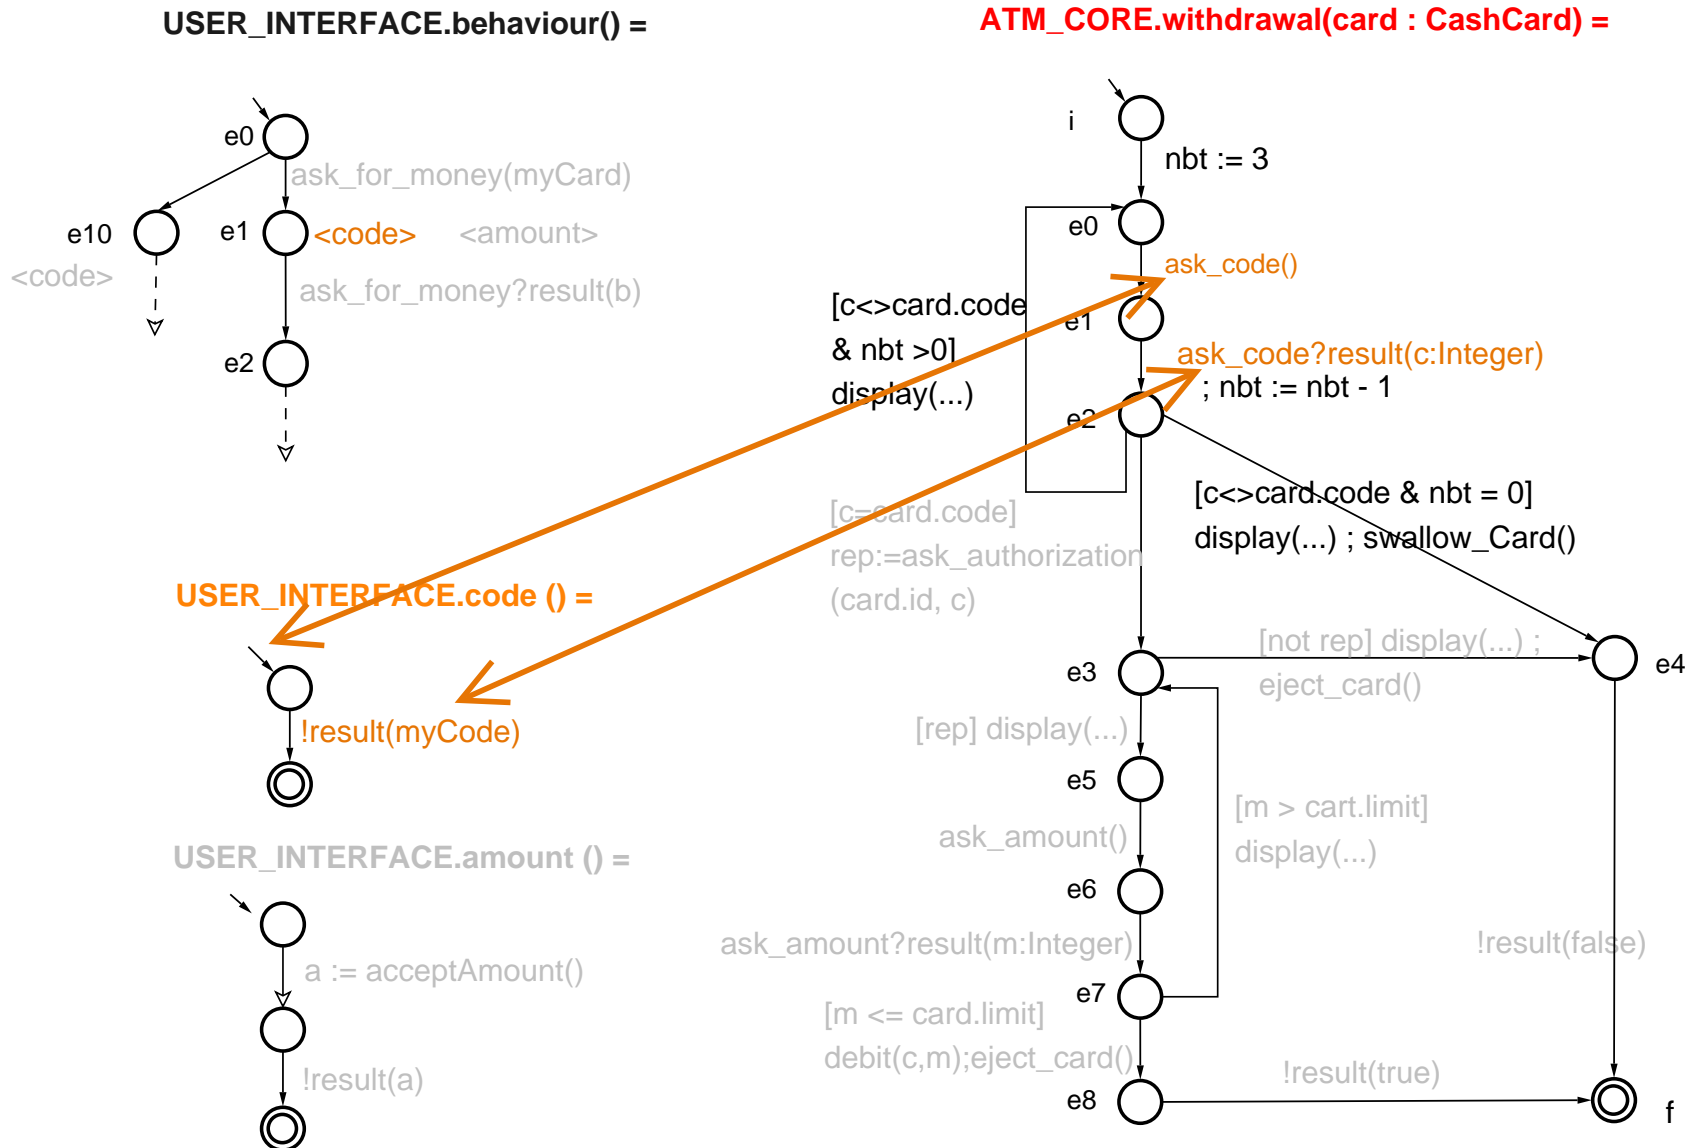 USER_INTERFACE.behaviour() =
e0
ask_for_money(myCard)
e10
e1
<code>
<amount>
<code>
ask_for_money?result(b)
e2
USER_INTERFACE.code () =
!result(myCode)
USER_INTERFACE.amount () =
a := acceptAmount()
!result(a)
ATM_CORE.withdrawal(card : CashCard) =
i
nbt := 3
e0
ask_code()
[c<>card.code
& nbt >0]
display(...)
e1
ask_code?result(c:Integer)
; nbt := nbt - 1
e2
[c<>card.code & nbt = 0]
display(...) ; swallow_Card()
[c=card.code]
rep:=ask_authorization
(card.id, c)
e3
[not rep] display(...) ;
eject_card()
e4
[rep] display(...)
e5
[m > cart.limit]
display(...)
ask_amount()
e6
ask_amount?result(m:Integer)
!result(false)
e7
[m <= card.limit]
debit(c,m);eject_card()
e8
!result(true)
f